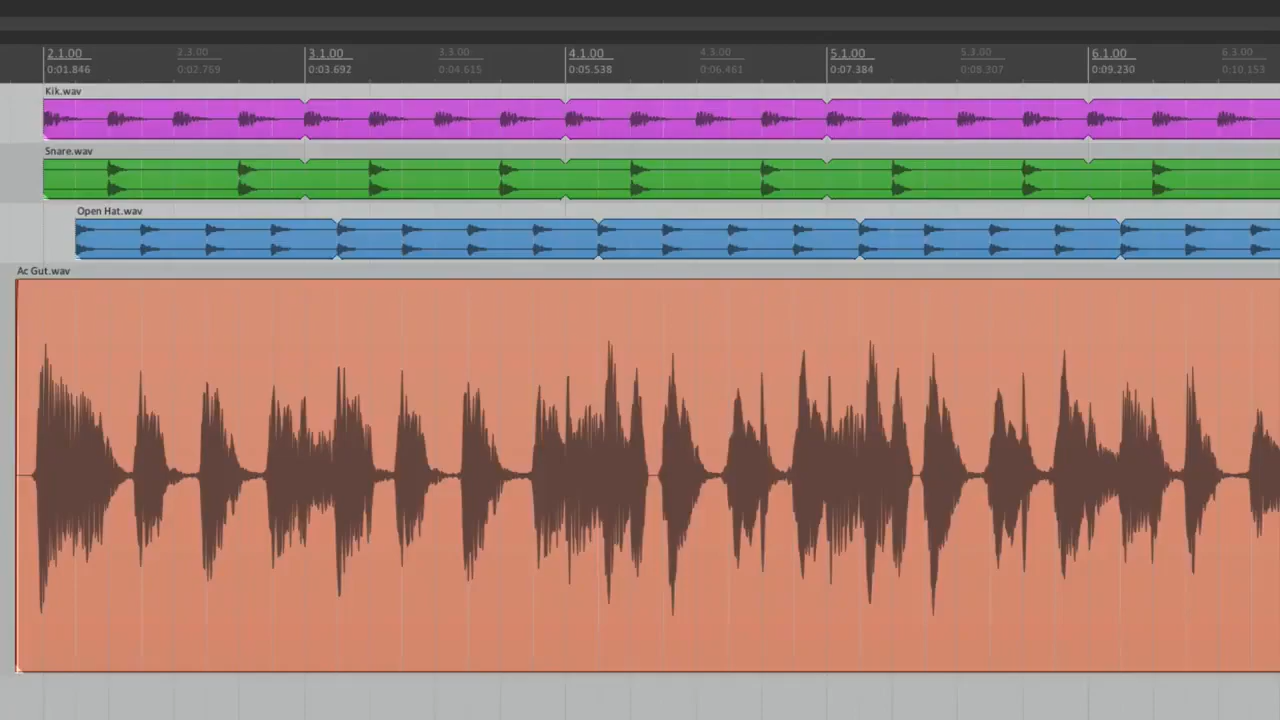 2.1.00 2.3.00 3.1.00 3.3.00 4.1.00 4.3.00 5.1.00 5.3.00 6.1.00 6.3.00
0:01.846 0:02.769 0:03.692 0:04.615 0:05.538 0:06.461 0:07.384 0:08.307 0:09.230 0:10.153
Kik.wav
Snare.wav
Open Hat.wav
Ac Gut.wav